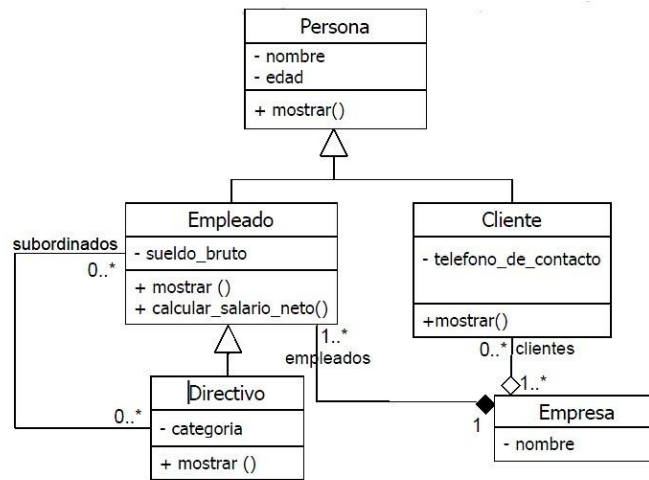 Persona
- nombre
- edad
+ mostrar()
Empleado
- sueldo_bruto
+ mostrar ()
+ calcular_salario_neto()
Cliente
- telefono_de_contacto
+mostrar()
subordinados
0..*
1..*
empleados
0..* clientes
1..*
Directivo
- categoria
+ mostrar ()
0..*
1
Empresa
- nombre